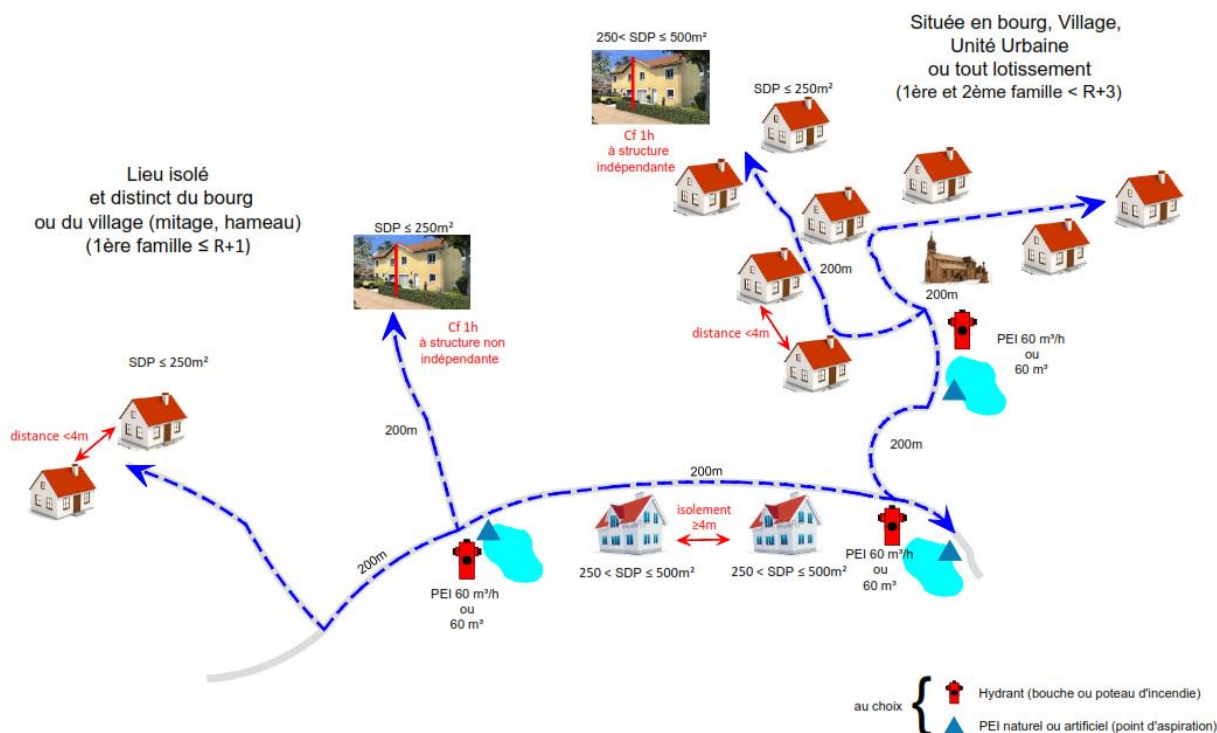 Située en bourg, Village,
Unité Urbaine
ou tout lotissement
(1ère et 2ème famille < R+3)
250< SDP ≤ 500m²
SDP ≤ 250m²
Cf 1h
à structure
indépendante
Lieu isolé
et distinct du bourg
ou du village (mitage, hameau)
(1ère famille ≤ R+1)
SDP ≤ 250m²
Cf 1h
à structure non
indépendante
200m
200m
distance <4m
PEI 60 m³/h
ou
60 m³
SDP ≤ 250m²
distance <4m
200m
200m
200m
isolement
≥4m
200m
250 < SDP ≤ 500m²
250 < SDP ≤ 500m²
PEI 60 m³/h
ou
60 m³
PEI 60 m³/h
ou
60 m³
au choix
Hydrant (bouche ou poteau d'incendie)
PEI naturel ou artificiel (point d'aspiration)